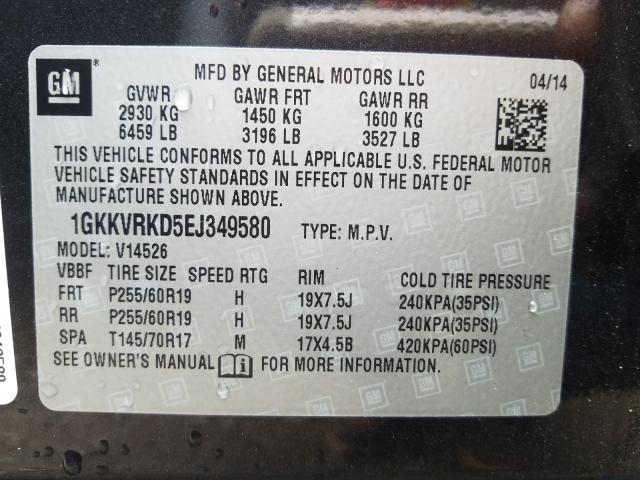 GM ® MFD BY GENERAL MOTORS LLC 04/14
GVWR GAWR FRT GAWR RR
2930 KG 1450 KG 1600 KG
6459 LB 3196 LB 3527 LB
THIS VEHICLE CONFORMS TO ALL APPLICABLE U.S. FEDERAL MOTOR
VEHICLE SAFETY STANDARDS IN EFFECT ON THE DATE OF
MANUFACTURE SHOWN ABOVE.
1GKKVRKD5EJ349580 TYPE: M.P.V.
MODEL: V14526
VBBF TIRE SIZE SPEED RTG RIM COLD TIRE PRESSURE
FRT P255/60R19 H 19X7.5J 240KPA(35PSI)
RR P255/60R19 H 19X7.5J 240KPA(35PSI)
SPA T145/70R17 M 17X4.5B 420KPA(60PSI)
SEE OWNER'S MANUAL FOR MORE INFORMATION.